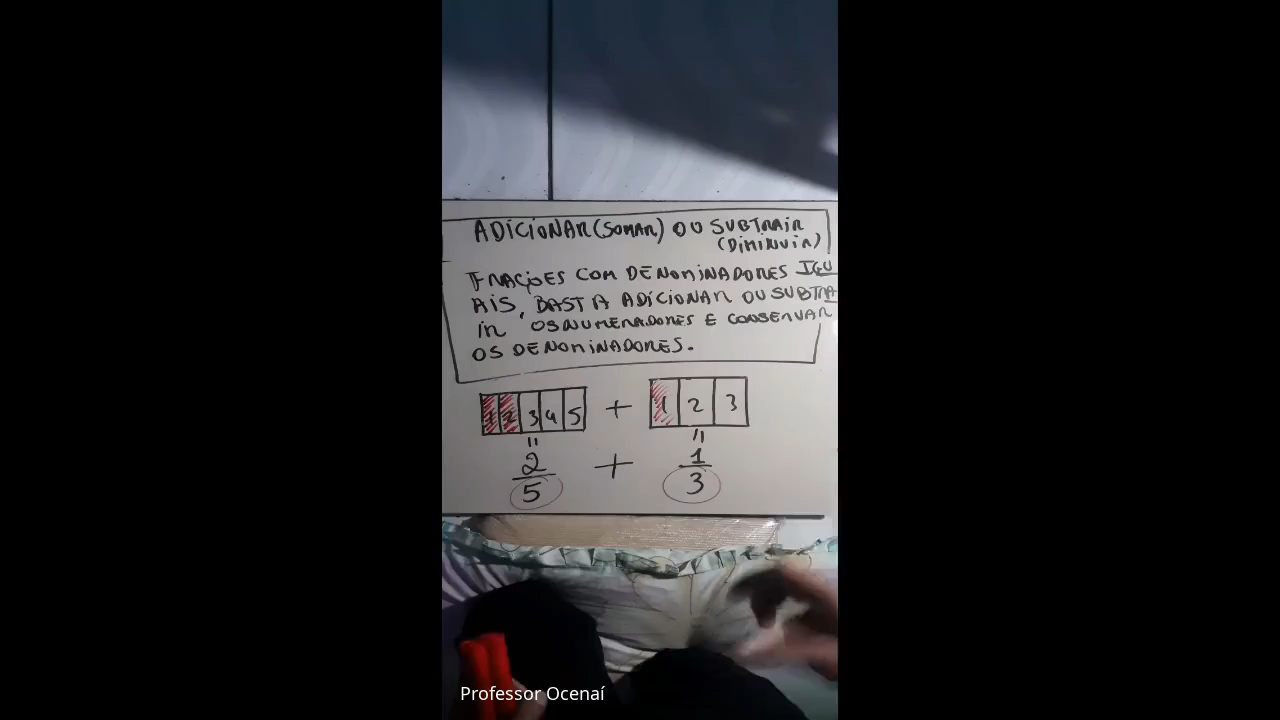 ADICIONAR (SOMAR) OU SUBTRAIR
(DIMINUIR)
FRAÇÕES COM DENOMINADORES IGU
AIS, BASTA ADICIONAR OU SUBTRA
IR OS NUMERADORES E CONSERVAR
OS DENOMINADORES.
1 2 3 4 5 + 1 2 3
= =
2/5 + 1/3
Professor Ocenaí